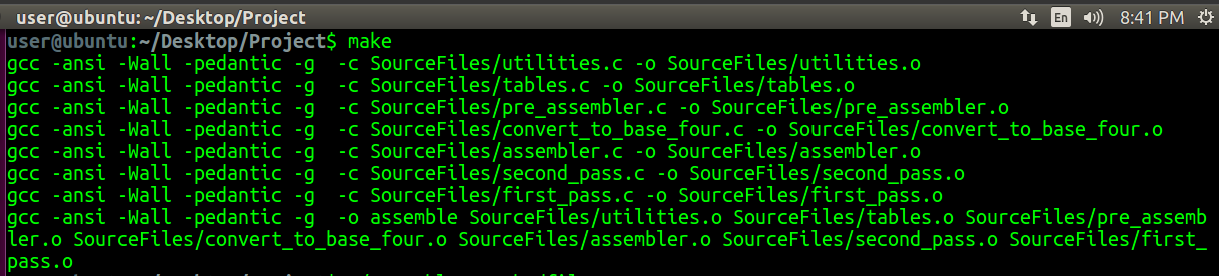 user@ubuntu: ~/Desktop/Project
En
8:41 PM
user@ubuntu:~/Desktop/Project$ make
gcc -ansi -Wall -pedantic -g  -c SourceFiles/utilities.c -o SourceFiles/utilities.o
gcc -ansi -Wall -pedantic -g  -c SourceFiles/tables.c -o SourceFiles/tables.o
gcc -ansi -Wall -pedantic -g  -c SourceFiles/pre_assembler.c -o SourceFiles/pre_assembler.o
gcc -ansi -Wall -pedantic -g  -c SourceFiles/convert_to_base_four.c -o SourceFiles/convert_to_base_four.o
gcc -ansi -Wall -pedantic -g  -c SourceFiles/assembler.c -o SourceFiles/assembler.o
gcc -ansi -Wall -pedantic -g  -c SourceFiles/second_pass.c -o SourceFiles/second_pass.o
gcc -ansi -Wall -pedantic -g  -c SourceFiles/first_pass.c -o SourceFiles/first_pass.o
gcc -ansi -Wall -pedantic -g  -o assemble SourceFiles/utilities.o SourceFiles/tables.o SourceFiles/pre_assemb
ler.o SourceFiles/convert_to_base_four.o SourceFiles/assembler.o SourceFiles/second_pass.o SourceFiles/first_
pass.o